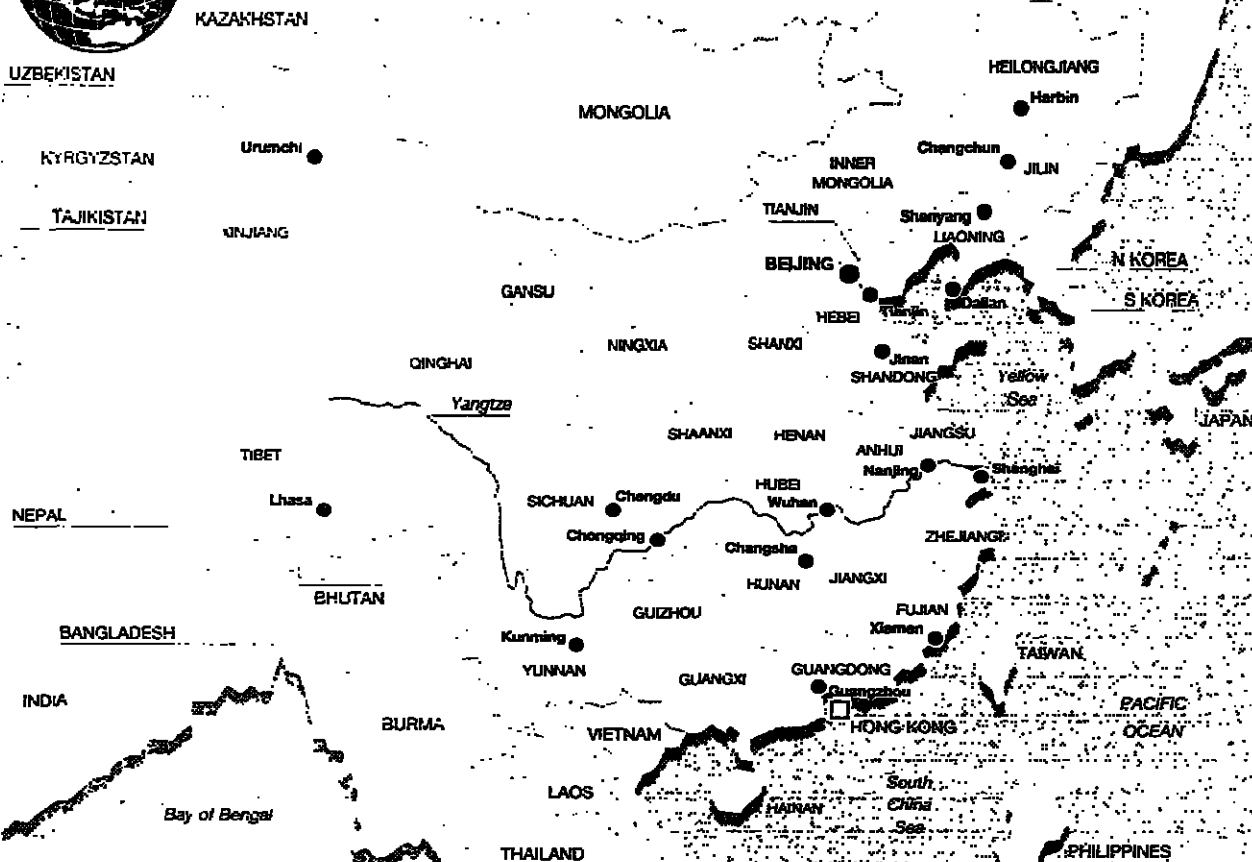 KAZAKHSTAN
UZBEKISTAN
HEILONGJIANG
Harbin
MONGOLIA
Urumchi
Changchun
KYRGYZSTAN
INNER
MONGOLIA
JILIN
TIANJIN
TAJIKISTAN
Shenyang
XINJIANG
LIAONING
BEIJING
N KOREA
GANSU
S KOREA
Dalian
Tianjin
HEBEI
NINGXIA
SHANXI
Jinan
QINGHAI
SHANDONG
Yellow
Sea
Yangtze
JAPAN
SHAANXI
HENAN
JIANGSU
ANHUI
TIBET
Nanjing
Shanghai
HUBEI
Lhasa
SICHUAN
Chengdu
Wuhan
NEPAL
Chongqing
ZHEJIANG
Changsha
HUNAN
JIANGXI
BHUTAN
GUIZHOU
FUJIAN
Xiamen
BANGLADESH
Kunming
TAIWAN
YUNNAN
GUANGDONG
GUANGXI
Guangzhou
INDIA
PACIFIC
OCEAN
BURMA
HONG KONG
VIETNAM
South
China
Sea
LAOS
HAINAN
Bay of Bengal
THAILAND
PHILIPPINES